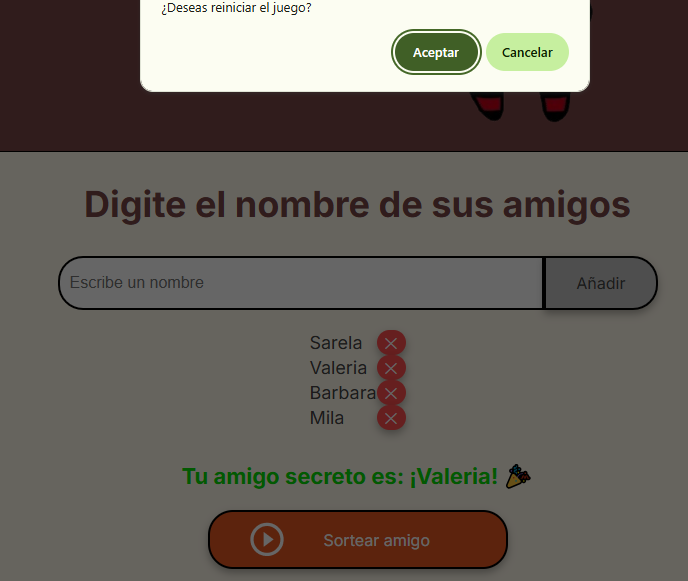 ¿Deseas reiniciar el juego?
Aceptar Cancelar
Digite el nombre de sus amigos
Escribe un nombre Añadir
Sarela
Valeria
Barbara
Mila
Tu amigo secreto es: ¡Valeria! 🎉
Sortear amigo